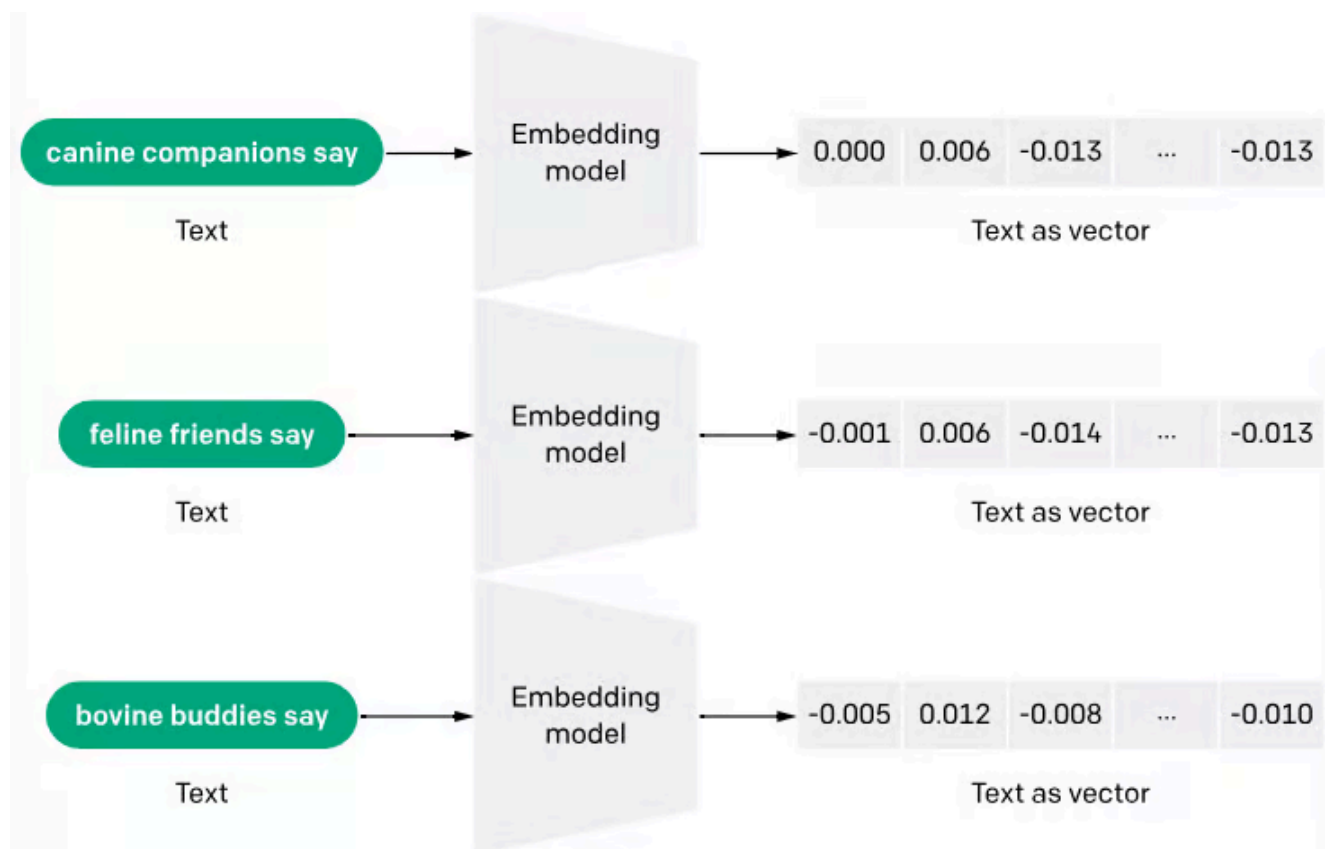 canine companions say
Embedding
model
0.000 0.006 -0.013 ... -0.013
Text
Text as vector
feline friends say
Embedding
model
-0.001 0.006 -0.014 ... -0.013
Text
Text as vector
bovine buddies say
Embedding
model
-0.005 0.012 -0.008 ... -0.010
Text
Text as vector